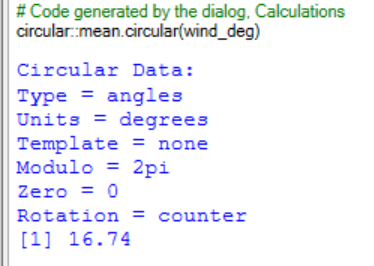 # Code generated by the dialog, Calculations
circular::mean.circular(wind_deg)
Circular Data:
Type = angles
Units = degrees
Template = none
Modulo = 2pi
Zero = 0
Rotation = counter
[1] 16.74